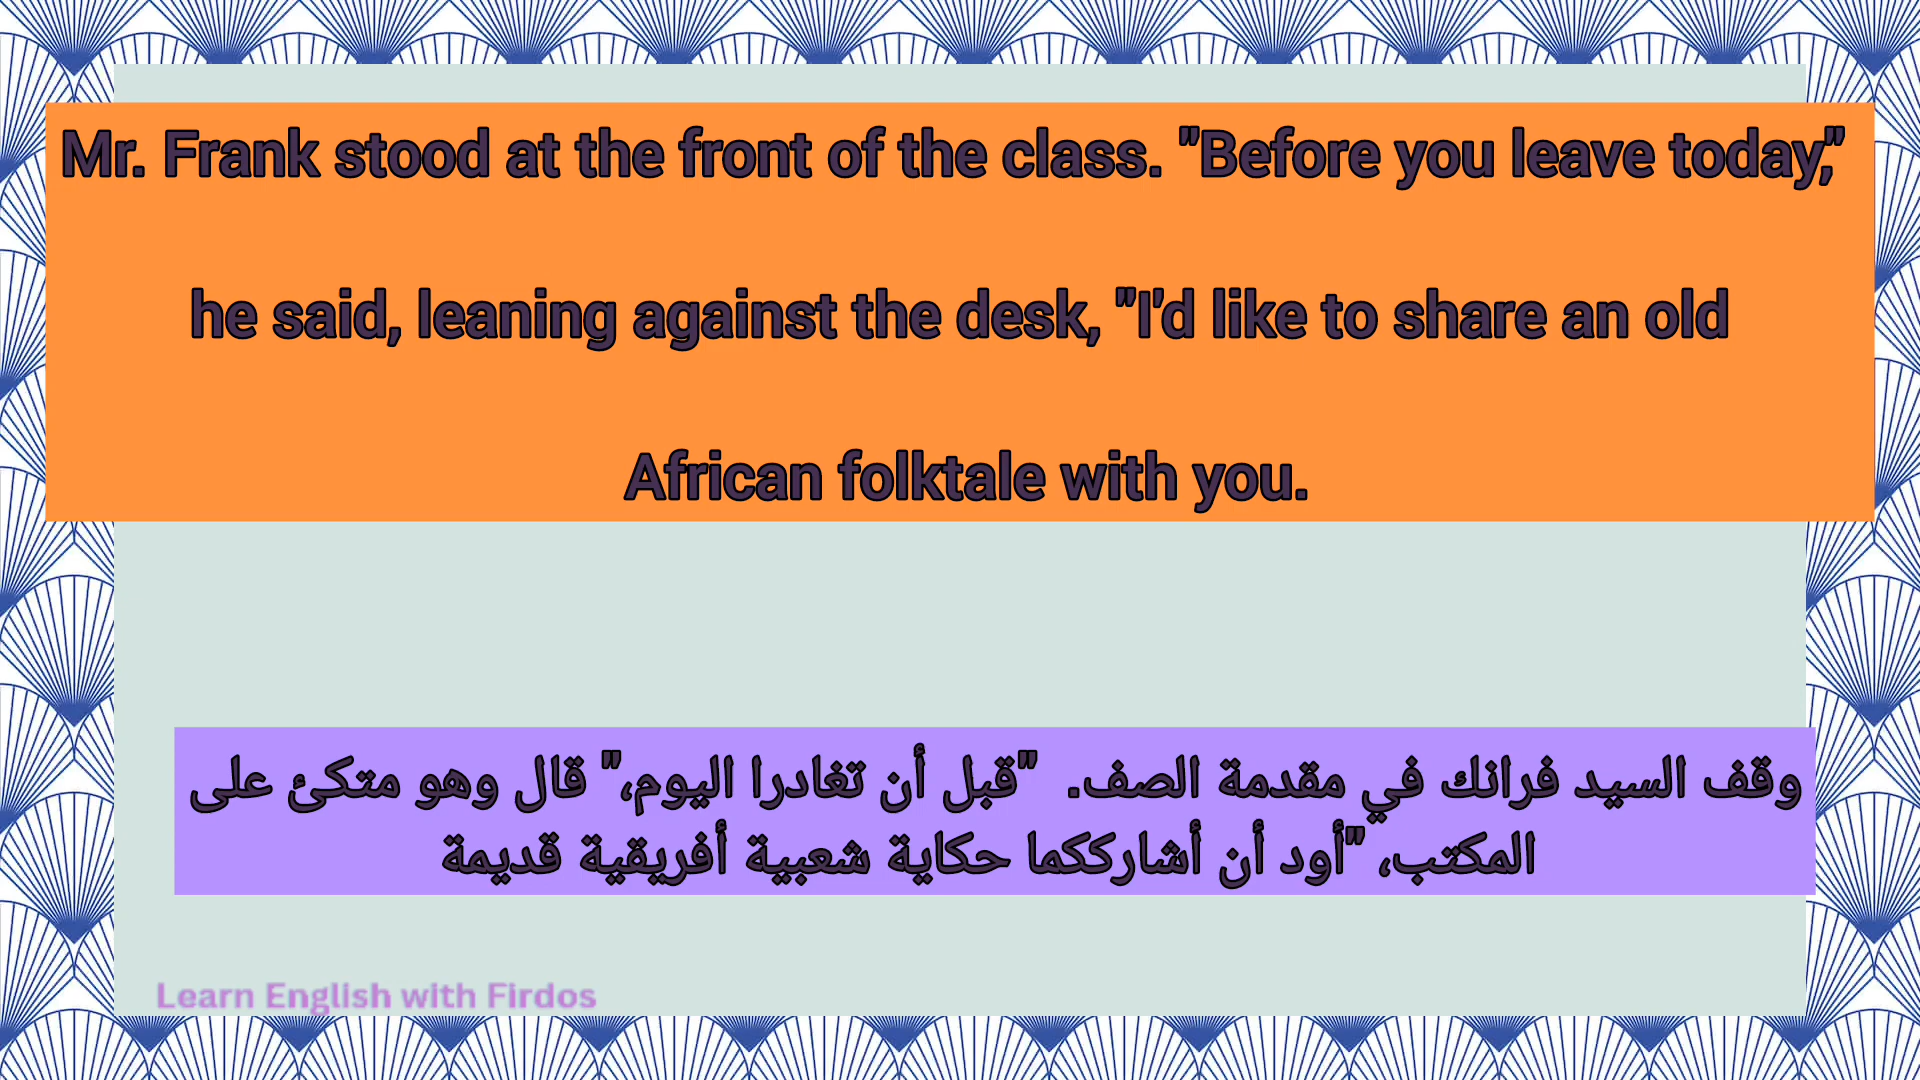 Mr. Frank stood at the front of the class. "Before you leave today,"
he said, leaning against the desk, "I'd like to share an old
African folktale with you.
وقف السيد فرانك في مقدمة الصف. "قبل أن تغادرا اليوم،" قال وهو متكئ على
المكتب، "أود أن أشارككما حكاية شعبية أفريقية قديمة
Learn English with Firdos